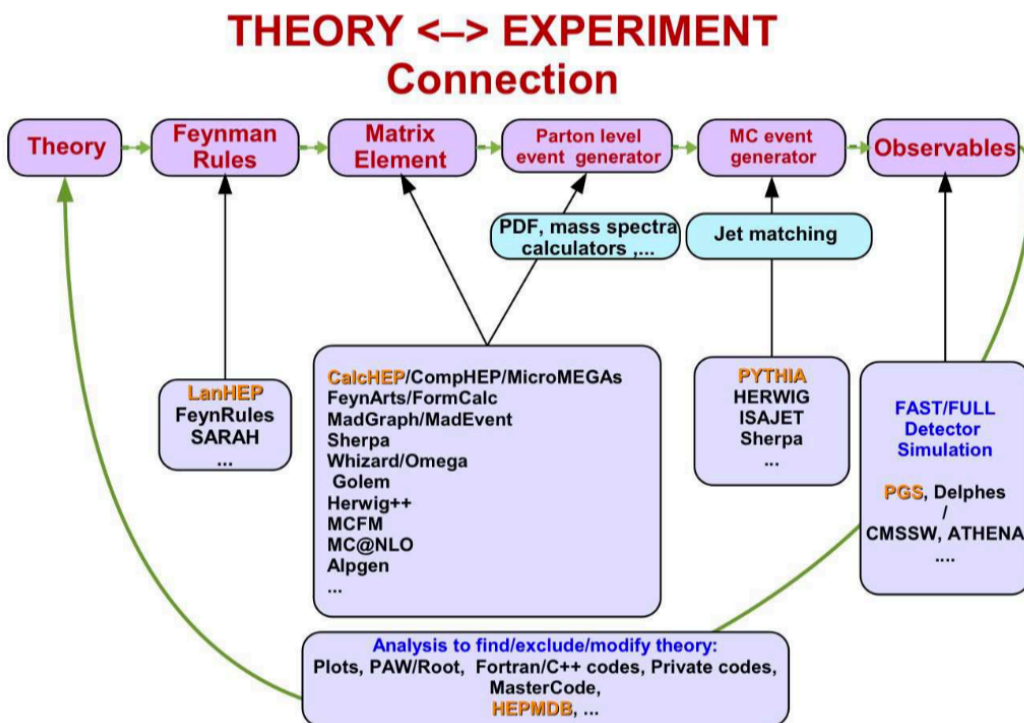 THEORY <–> EXPERIMENT
Connection
Theory
Feynman
Rules
Matrix
Element
Parton level
event generator
MC event
generator
Observables
PDF, mass spectra
calculators ,...
Jet matching
LanHEP
FeynRules
SARAH
...
CalcHEP/CompHEP/MicroMEGAs
FeynArts/FormCalc
MadGraph/MadEvent
Sherpa
Whizard/Omega
Golem
Herwig++
MCFM
MC@NLO
Alpgen
...
PYTHIA
HERWIG
ISAJET
Sherpa
...
FAST/FULL
Detector
Simulation
PGS, Delphes
/
CMSSW, ATHENA
....
Analysis to find/exclude/modify theory:
Plots, PAW/Root, Fortran/C++ codes, Private codes,
MasterCode,
HEPMDB, ...